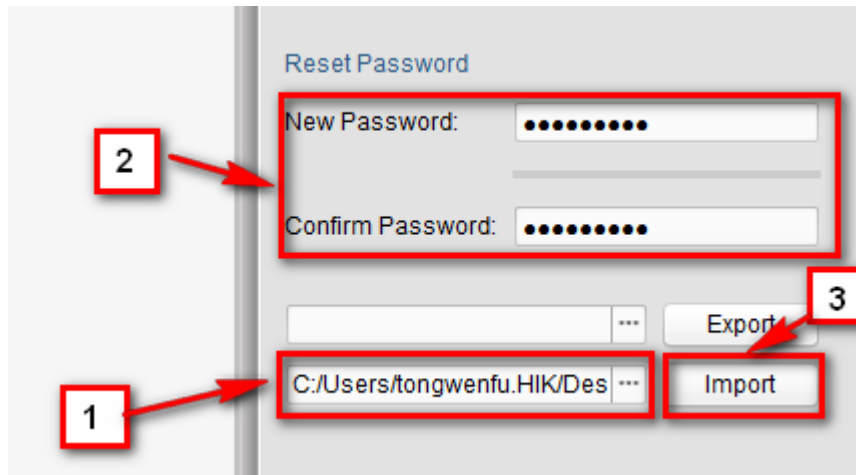 Reset Password
New Password: •••••••••
2
Confirm Password: •••••••••
3
... Export
C:/Users/tongwenfu.HIK/Des ... Import
1